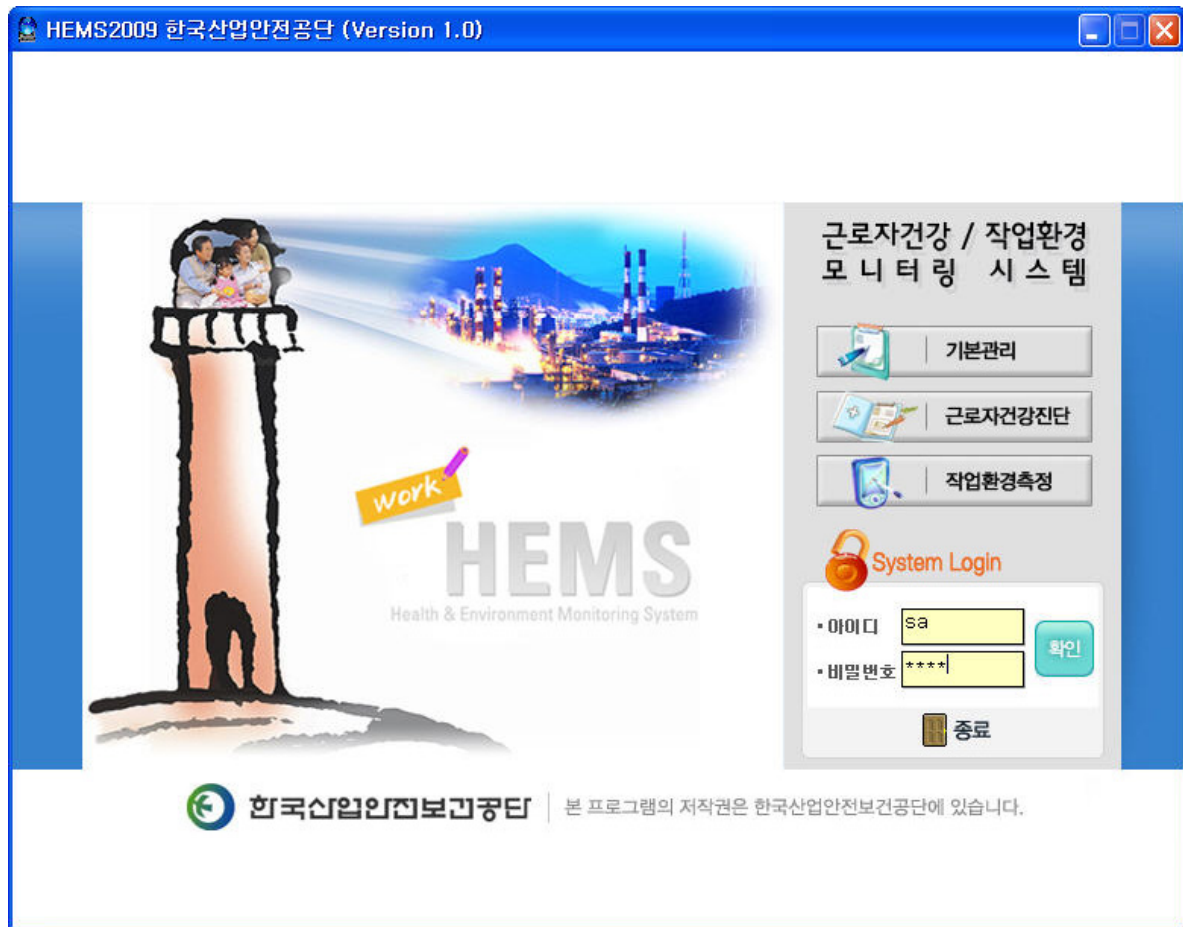 HEMS2009 한국산업안전공단 (Version 1.0)
근로자건강 / 작업환경
모니터링 시스템
기본관리
근로자건강진단
작업환경측정
work
HEMS
Health & Environment Monitoring System
System Login
아이디 sa
비밀번호 ****
확인
종료
한국산업안전보건공단 본 프로그램의 저작권은 한국산업안전보건공단에 있습니다.